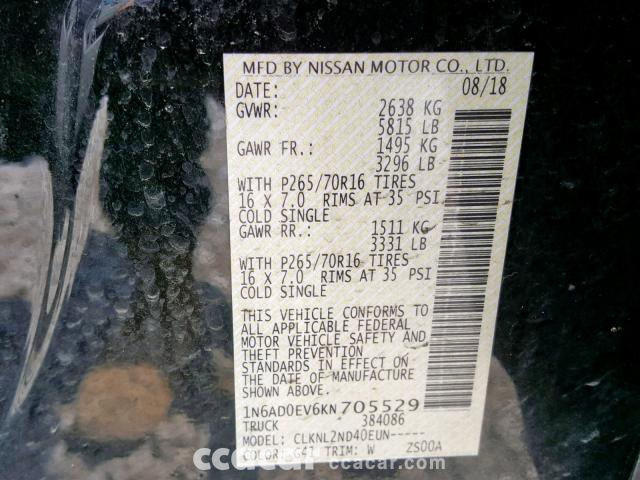 MFD BY NISSAN MOTOR CO., LTD.
DATE: 08/18
GVWR: 2638 KG
5815 LB
GAWR FR.: 1495 KG
3296 LB
WITH P265/70R16 TIRES
16 X 7.0 RIMS AT 35 PSI
COLD SINGLE
GAWR RR.: 1511 KG
3331 LB
WITH P265/70R16 TIRES
16 X 7.0 RIMS AT 35 PSI
COLD SINGLE
THIS VEHICLE CONFORMS TO
ALL APPLICABLE FEDERAL
MOTOR VEHICLE SAFETY AND
THEFT PREVENTION
STANDARDS IN EFFECT ON
THE DATE OF MANUFACTURE
SHOWN ABOVE.
1N6AD0EV6KN705529
TRUCK 384086
MODEL: CLKNL2ND40EUN-----
COLOR: G41 TRIM: W ZS00A
ccacar.com ccacar.com